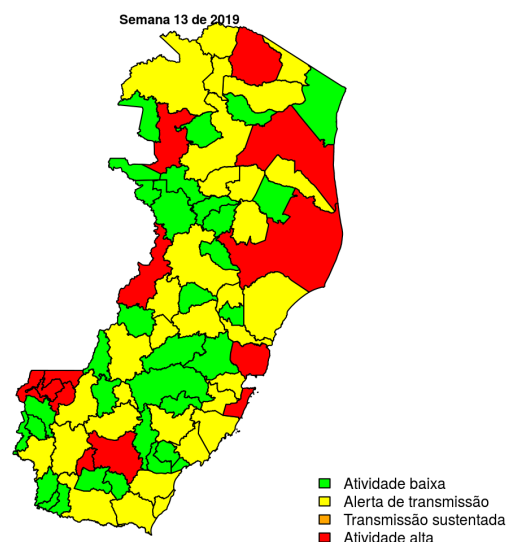 Semana 13 de 2019
Atividade baixa
Alerta de transmissão
Transmissão sustentada
Atividade alta